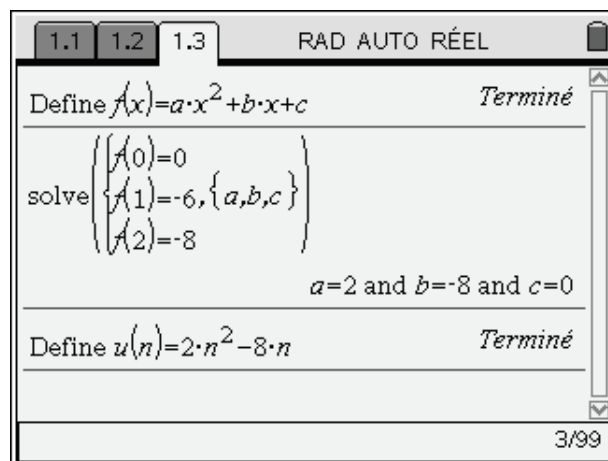 1.1 1.2 1.3 RAD AUTO RÉEL
Define f(x)=a·x²+b·x+c Terminé
f(0)=0
solve( { f(1)=-6,{a,b,c} )
f(2)=-8
a=2 and b=-8 and c=0
Define u(n)=2·n²−8·n Terminé
3/99